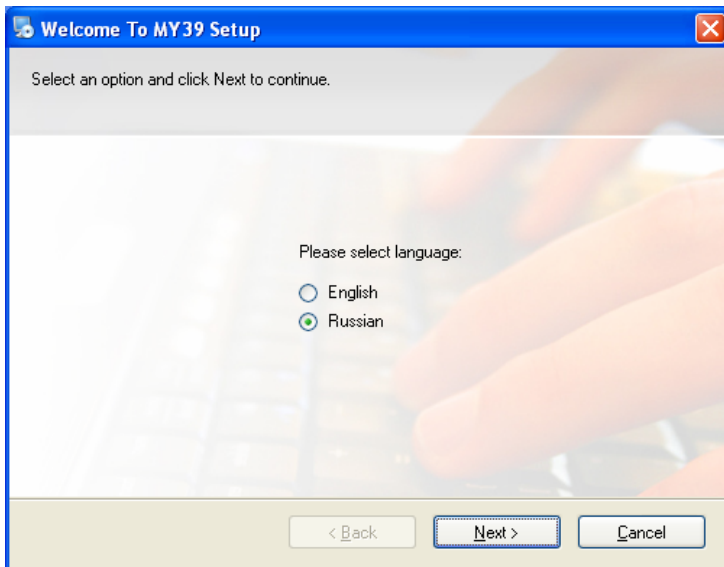 Welcome To MY39 Setup
Select an option and click Next to continue.
Please select language:
English
Russian
< Back
Next >
Cancel